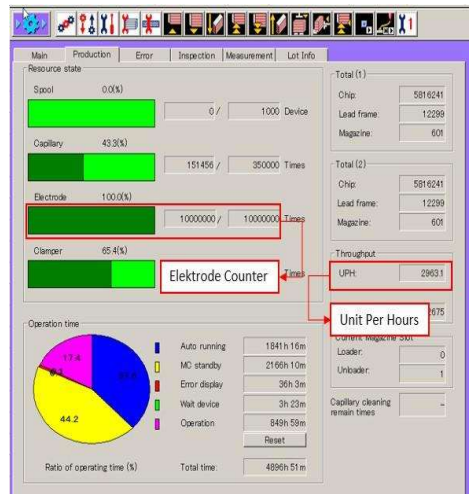 1
Main Production Error Inspection Measurement Lot Info
Resource state
Spool 0.0(%)
0 / 1000 Device
Capillary 43.3(%)
151456 / 350000 Times
Electrode 100.0(%)
10000000 / 10000000 Times
Clamper 65.4(%)
Elektrode Counter Times
Total (1)
Chip: 5816241
Lead frame: 12299
Magazine: 601
Total (2)
Chip: 5816241
Lead frame: 12299
Magazine: 601
Throughput
UPH: 2963.1
2675
Unit Per Hours
Current Magazine Slot
Loader: 0
Unloader: 1
Capillary cleaning
remain times
Operation time
17.4
44.2
Auto running 1841h 16m
MC standby 2166h 10m
Error display 36h 3m
Wait device 3h 23m
Operation 849h 59m
Reset
Ratio of operating time (%) Total time: 4896h 51m